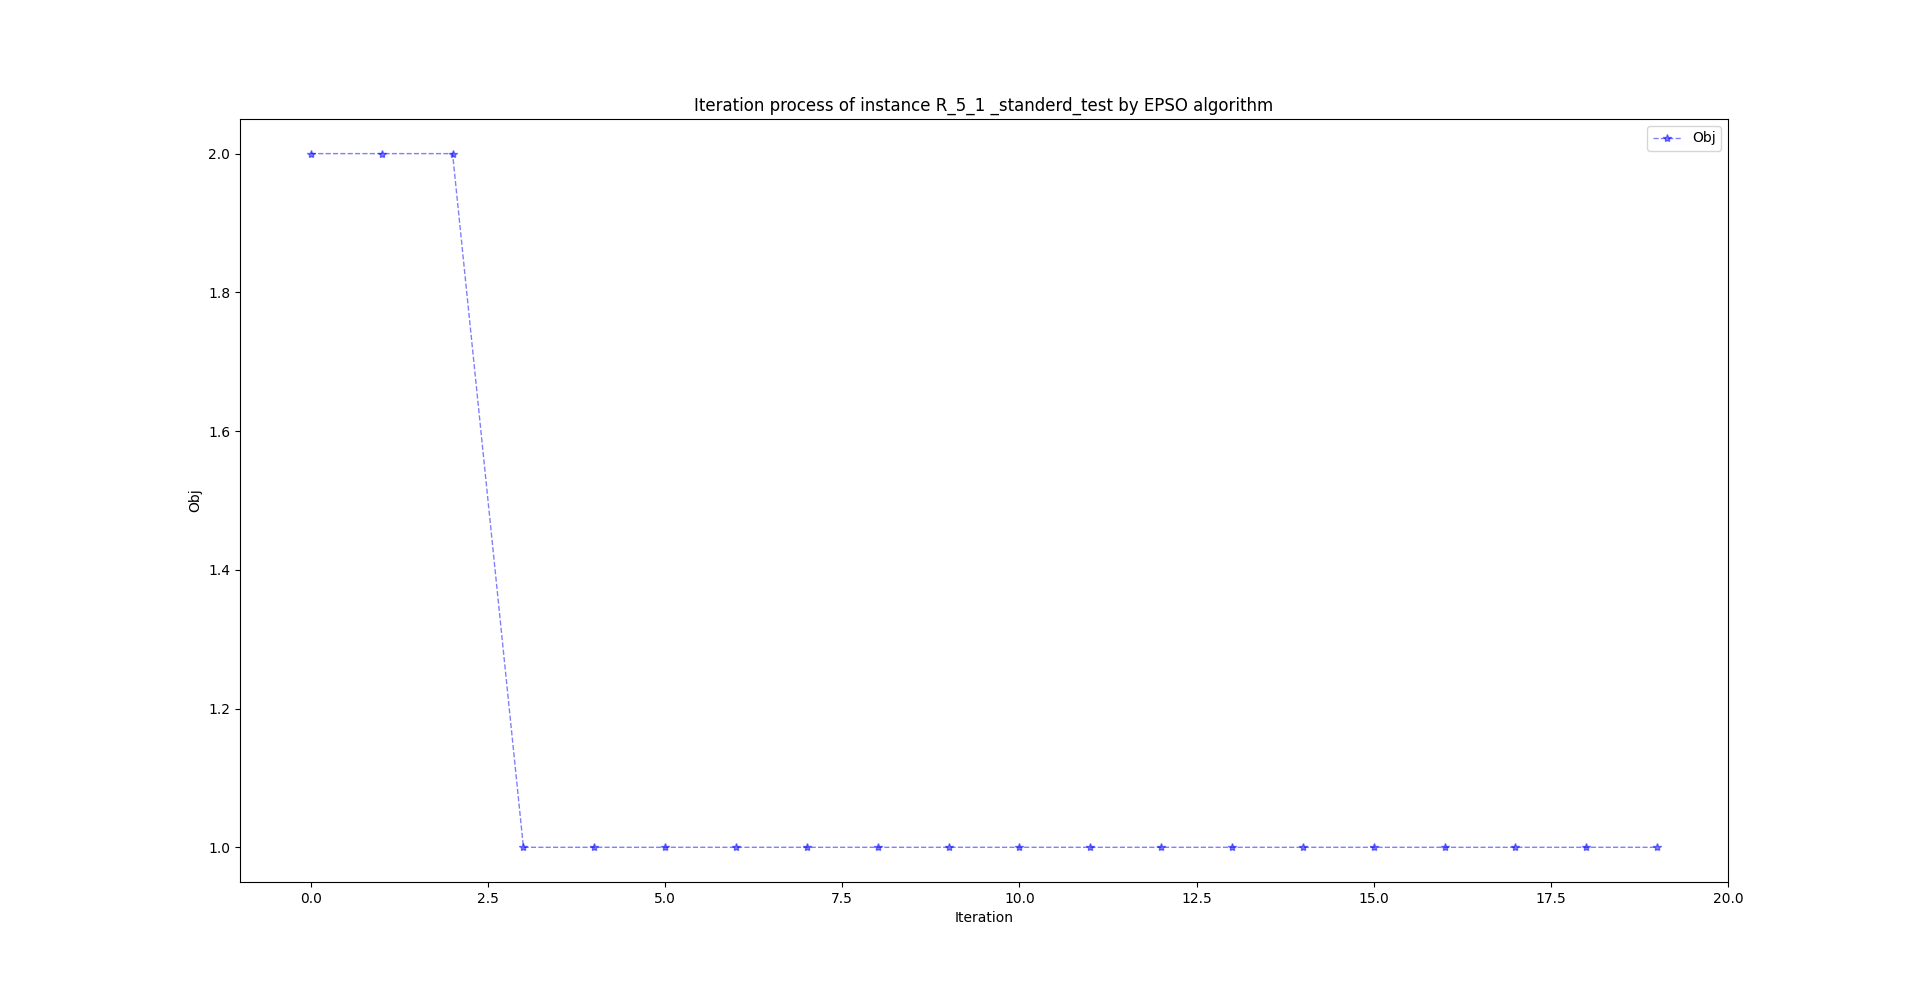 Iteration process of instance R_5_1 _standerd_test by EPSO algorithm
Obj
2.0
1.8
1.6
1.4
1.2
1.0
Obj
0.0 2.5 5.0 7.5 10.0 12.5 15.0 17.5 20.0
Iteration